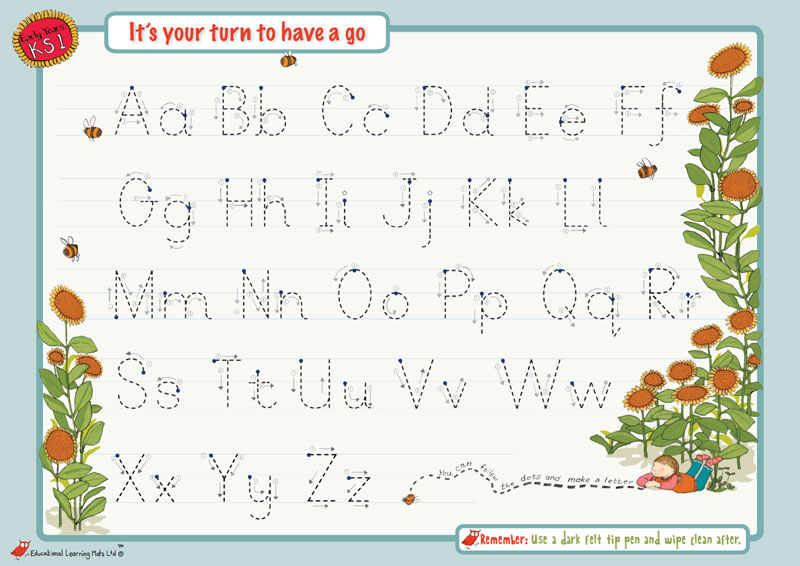 Early Years
KS1
It's your turn to have a go
Aa Bb Cc Dd Ee Ff
Gg Hh Ii Jj Kk Ll
Mm Nn Oo Pp Qq Rr
Ss Tt Uu Vv Ww
Xx Yy Zz
You can follow the dots and make a letter
Remember: Use a dark felt tip pen and wipe clean after.
Educational Learning Mats Ltd ©
TM